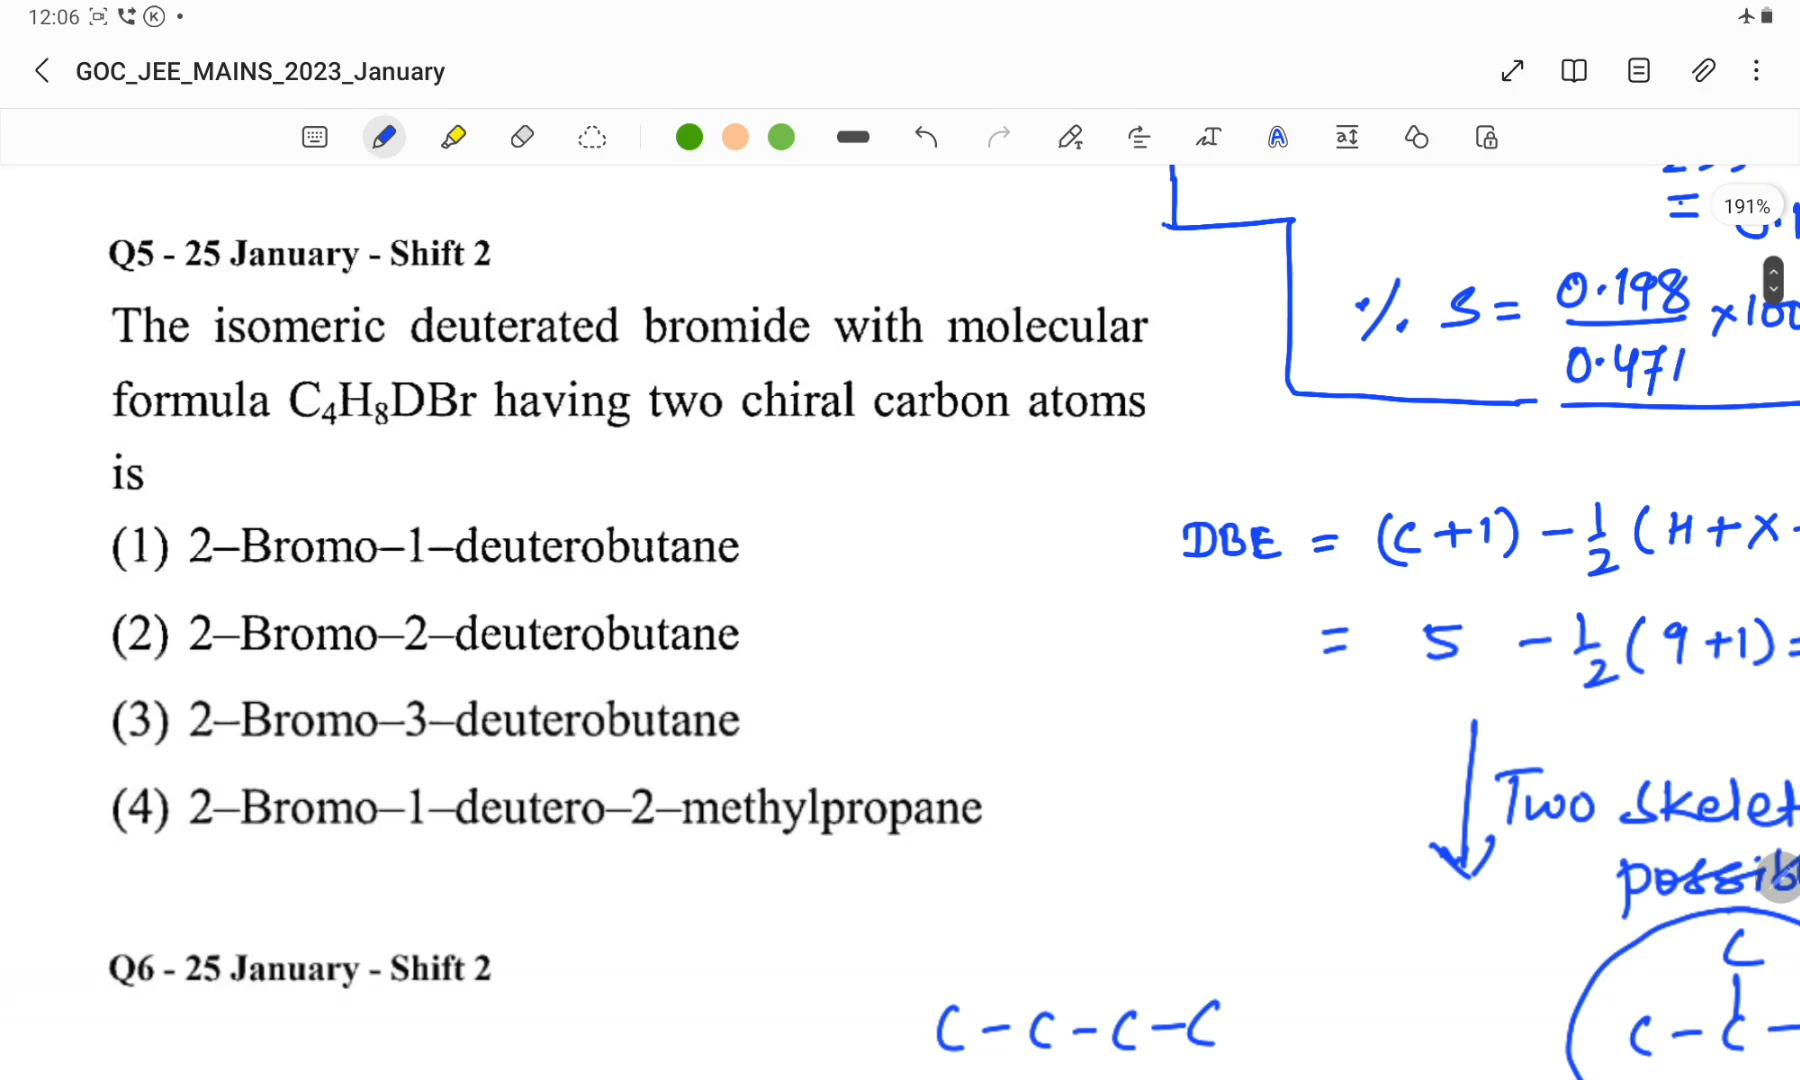 12:06
GOC_JEE_MAINS_2023_January
191%
Q5 - 25 January - Shift 2
The isomeric deuterated bromide with molecular
formula C₄H₈DBr having two chiral carbon atoms
is
(1) 2–Bromo–1–deuterobutane
(2) 2–Bromo–2–deuterobutane
(3) 2–Bromo–3–deuterobutane
(4) 2–Bromo–1–deutero–2–methylpropane
Q6 - 25 January - Shift 2
% S = 0.198 / 0.471 × 100
DBE = (C+1) - 1/2 (H+X-
= 5 - 1/2 (9+1) =
Two
C - C - C - C
C
C - C -